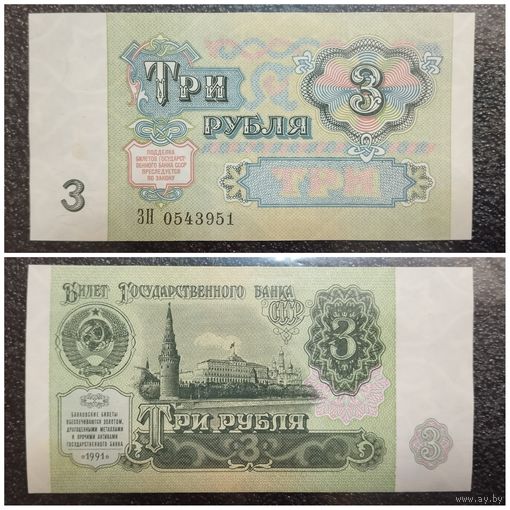 ТРИ
3
РУБЛЯ
ПОДДЕЛКА
БИЛЕТОВ ГОСУДАРСТ-
ВЕННОГО БАНКА СССР
ПРЕСЛЕДУЕТСЯ
ПО ЗАКОНУ
ТРИ
3
ЗН 0543951
БИЛЕТ ГОСУДАРСТВЕННОГО БАНКА
СССР
3
БАНКОВСКИЕ БИЛЕТЫ
ОБЕСПЕЧИВАЮТСЯ ЗОЛОТОМ,
ДРАГОЦЕННЫМИ МЕТАЛЛАМИ
И ПРОЧИМИ АКТИВАМИ
ГОСУДАРСТВЕННОГО БАНКА
1991
ТРИ РУБЛЯ
3
3
www.ay.by